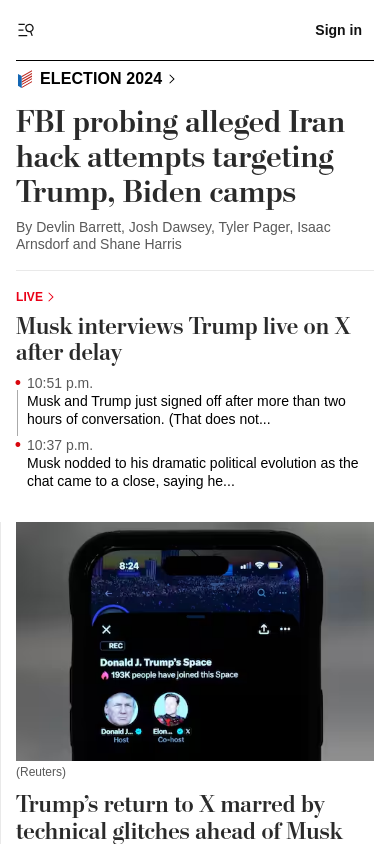 Sign in
ELECTION 2024
FBI probing alleged Iran
hack attempts targeting
Trump, Biden camps
By Devlin Barrett, Josh Dawsey, Tyler Pager, Isaac
Arnsdorf and Shane Harris
LIVE
Musk interviews Trump live on X
after delay
10:51 p.m.
Musk and Trump just signed off after more than two
hours of conversation. (That does not...
10:37 p.m.
Musk nodded to his dramatic political evolution as the
chat came to a close, saying he...
8:24
REC
Donald J. Trump's Space
193K people have joined this Space
Donald J... Elon... X
Host Co-host
(Reuters)
Trump’s return to X marred by
technical glitches ahead of Musk